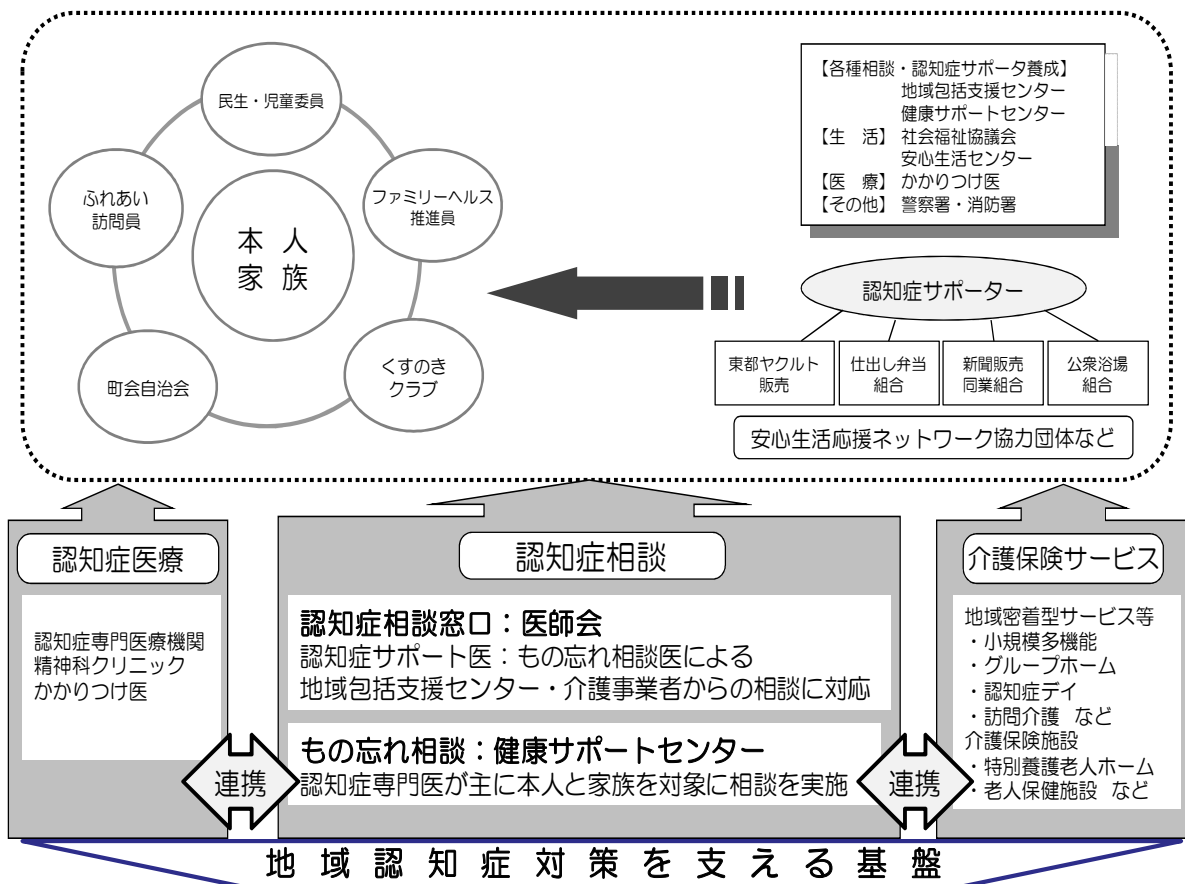 民生・児童委員
ふれあい
訪問員
ファミリーヘルス
推進員
本 人
家 族
町会自治会
くすのき
クラブ
【各種相談・認知症サポータ養成】
地域包括支援センター
健康サポートセンター
【生　活】 社会福祉協議会
安心生活センター
【医　療】 かかりつけ医
【その他】 警察署・消防署
認知症サポーター
東都ヤクルト
販売
仕出し弁当
組合
新聞販売
同業組合
公衆浴場
組合
安心生活応援ネットワーク協力団体など
認知症医療
認知症専門医療機関
精神科クリニック
かかりつけ医
認知症相談
認知症相談窓口：医師会
認知症サポート医：もの忘れ相談医による
地域包括支援センター・介護事業者からの相談に対応
もの忘れ相談：健康サポートセンター
認知症専門医が主に本人と家族を対象に相談を実施
連携
連携
介護保険サービス
地域密着型サービス等
・小規模多機能
・グループホーム
・認知症デイ
・訪問介護 など
介護保険施設
・特別養護老人ホーム
・老人保健施設 など
地域認知症対策を支える基盤